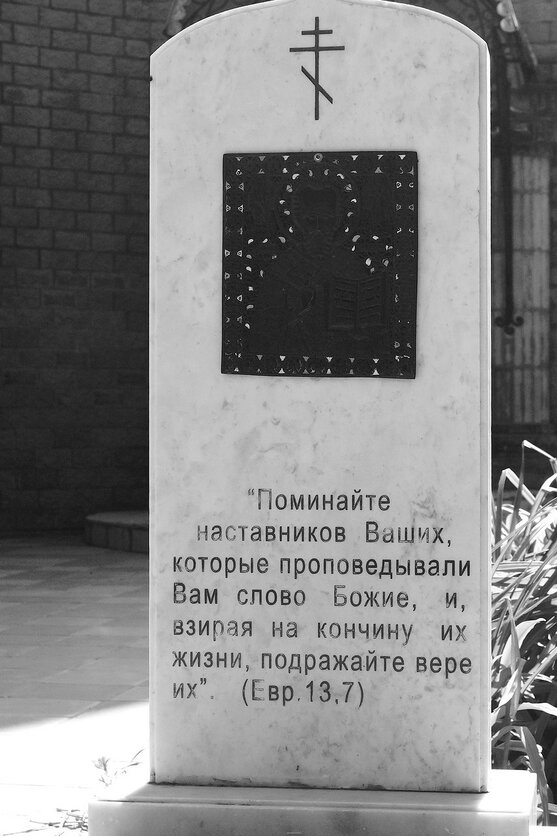 “Поминайте
наставников Ваших,
которые проповедывали
Вам слово Божие, и,
взирая на кончину их
жизни, подражайте вере
их”. (Евр.13,7)